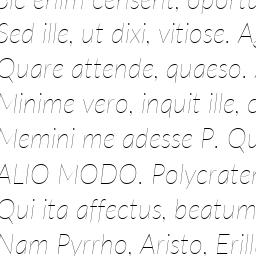 Sic enim censent, oportu
Sed ille, ut dixi, vitiose. A
Quare attende, quaeso.
Minime vero, inquit ille, c
Memini me adesse P. Qu
ALIO MODO. Polycrater
Qui ita affectus, beatum
Nam Pyrrho, Aristo, Erill